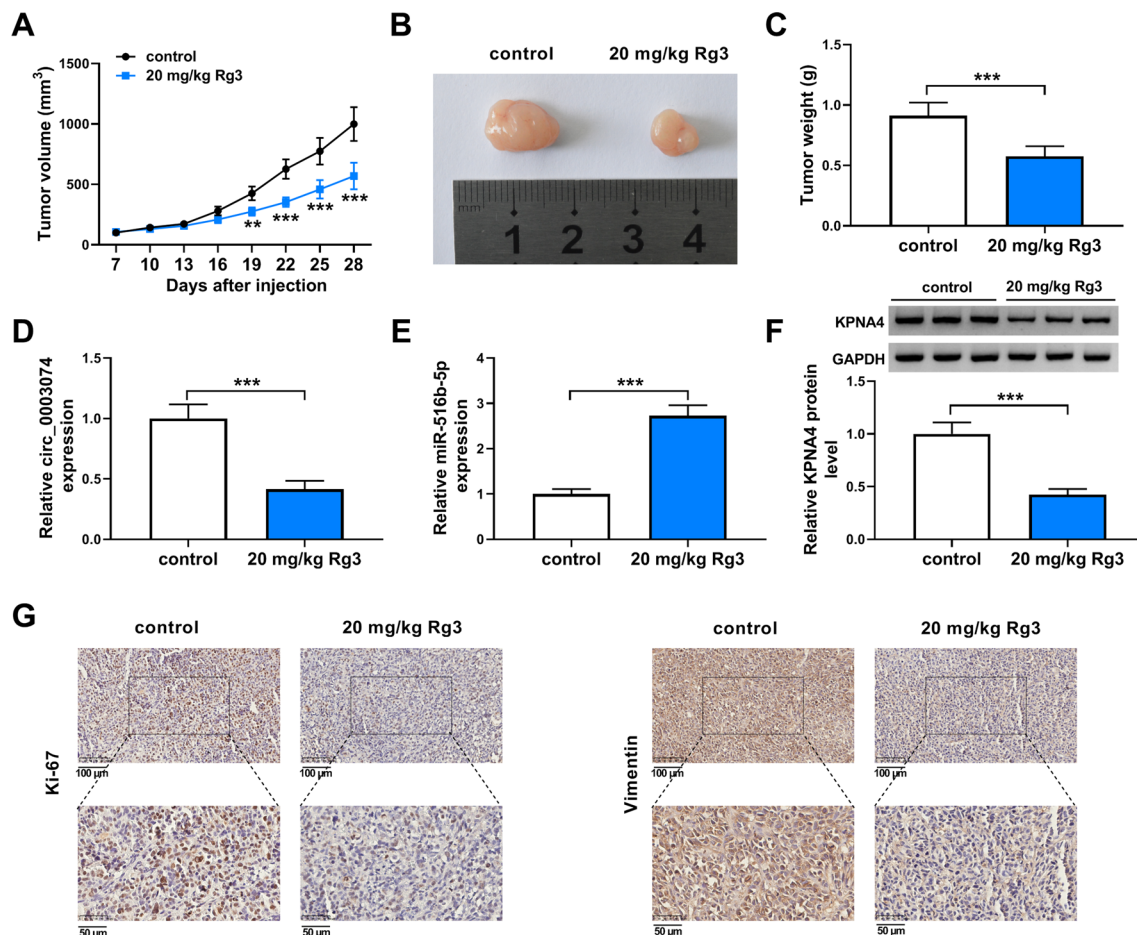 A
control
20 mg/kg Rg3
Tumor volume (mm³)
1500
1000
500
0
** *** *** ***
7 10 13 16 19 22 25 28
Days after injection
B
control 20 mg/kg Rg3
mm
1 2 3 4
C
Tumor weight (g)
1.5
1.0
0.5
0.0
***
control 20 mg/kg Rg3
D
Relative circ_0003074
expression
1.5
1.0
0.5
0.0
***
control 20 mg/kg Rg3
E
Relative miR-516b-5p
expression
4
3
2
1
0
***
control 20 mg/kg Rg3
F
control 20 mg/kg Rg3
KPNA4
GAPDH
Relative KPNA4 protein
level
1.5
1.0
0.5
0.0
***
control 20 mg/kg Rg3
G
control 20 mg/kg Rg3
Ki-67
100 µm 100 µm
50 µm 50 µm
control 20 mg/kg Rg3
Vimentin
100 µm 100 µm
50 µm 50 µm